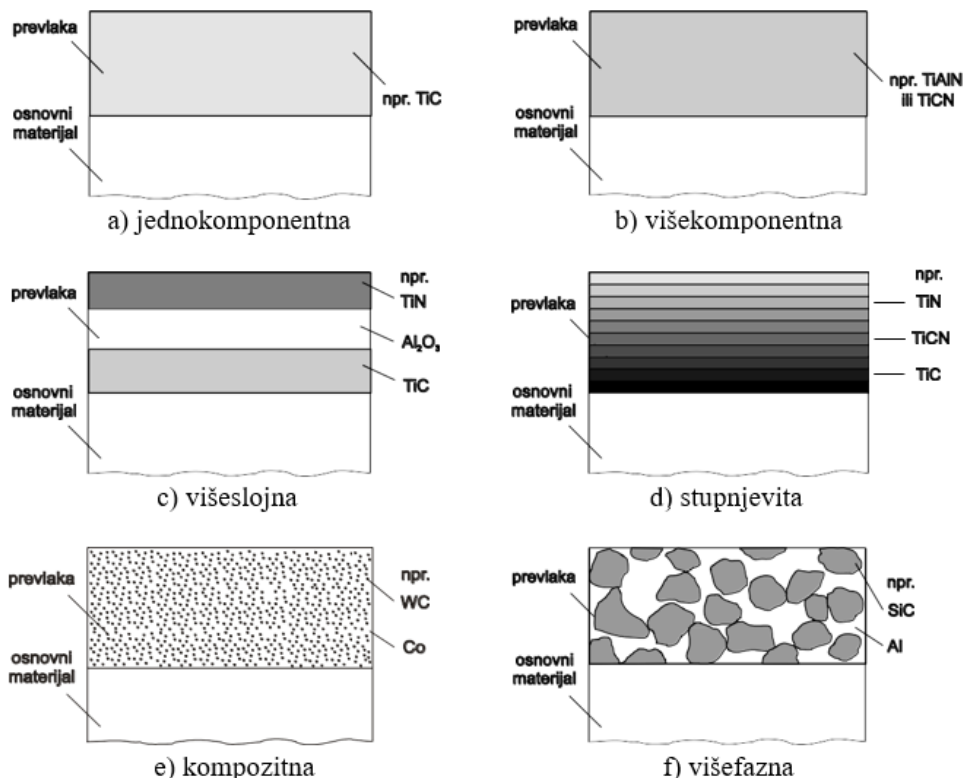 prevlaka
npr. TiC
osnovni
materijal
a) jednokomponentna
prevlaka
npr. TiAlN
ili TiCN
osnovni
materijal
b) višekomponentna
prevlaka
npr.
TiN
Al₂O₃
TiC
osnovni
materijal
c) višeslojna
prevlaka
npr.
TiN
TiCN
TiC
osnovni
materijal
d) stupnjevita
prevlaka
npr.
WC
Co
osnovni
materijal
e) kompozitna
prevlaka
npr.
SiC
Al
osnovni
materijal
f) višefazna